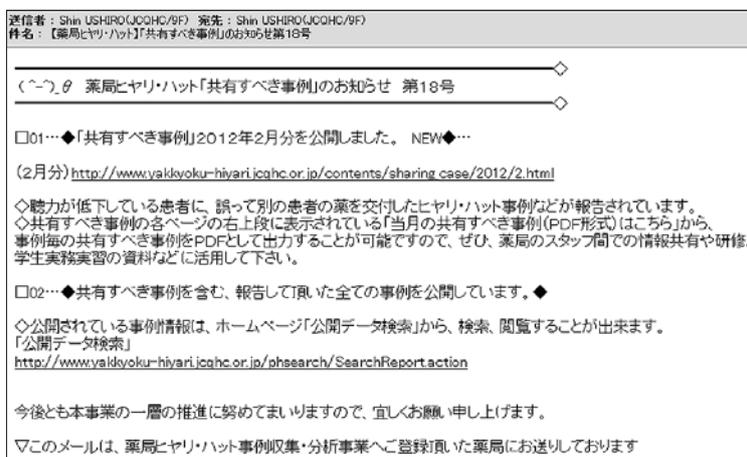 送信者： Shin USHIRO(JCQHC/9F) 宛先： Shin USHIRO(JCQHC/9F)
件名： 【薬局ヒヤリ・ハット】「共有すべき事例」のお知らせ第18号
(^-^)_θ 薬局ヒヤリ・ハット「共有すべき事例」のお知らせ 第18号
□01…◆「共有すべき事例」2012年2月分を公開しました。 NEW◆…
(2月分)http://www.yakkyoku-hiyari.jcqhc.or.jp/contents/sharing_case/2012/2.html
◇聴力が低下している患者に、誤って別の患者の薬を交付したヒヤリ・ハット事例などが報告されています。
◇共有すべき事例の各ページの右上段に表示されている「当月の共有すべき事例(PDF形式)はこちら」から、
事例毎の共有すべき事例をPDFとして出力することが可能ですので、ぜひ、薬局のスタッフ間での情報共有や研修
学生実務実習の資料などに活用して下さい。
□02…◆共有すべき事例を含む、報告して頂いた全ての事例を公開しています。◆
◇公開されている事例情報は、ホームページ「公開データ検索」から、検索、閲覧することが出来ます。
「公開データ検索」
http://www.yakkyoku-hiyari.jcqhc.or.jp/phsearch/SearchReport.action
今後とも本事業の一層の推進に努めてまいりますので、宜しくお願い申し上げます。
▽このメールは、薬局ヒヤリ・ハット事例収集・分析事業へご登録頂いた薬局にお送りしております